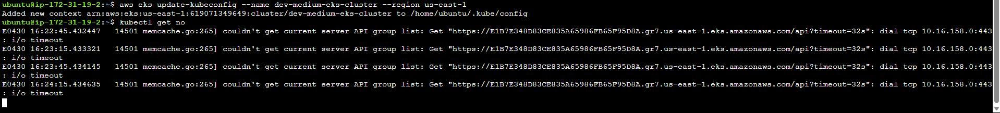 ubuntu@ip-172-31-19-2:~$ aws eks update-kubeconfig --name dev-medium-eks-cluster --region us-east-1
Added new context arn:aws:eks:us-east-1:619071349649:cluster/dev-medium-eks-cluster to /home/ubuntu/.kube/config
ubuntu@ip-172-31-19-2:~$ kubectl get no
E0430 16:22:45.432447   14501 memcache.go:265] couldn't get current server API group list: Get "https://E1B7E348D83CE835A65986FB65F95D8A.gr7.us-east-1.eks.amazonaws.com/api?timeout=32s": dial tcp 10.16.158.0:443
: i/o timeout
E0430 16:23:15.433321   14501 memcache.go:265] couldn't get current server API group list: Get "https://E1B7E348D83CE835A65986FB65F95D8A.gr7.us-east-1.eks.amazonaws.com/api?timeout=32s": dial tcp 10.16.158.0:443
: i/o timeout
E0430 16:23:45.434145   14501 memcache.go:265] couldn't get current server API group list: Get "https://E1B7E348D83CE835A65986FB65F95D8A.gr7.us-east-1.eks.amazonaws.com/api?timeout=32s": dial tcp 10.16.158.0:443
: i/o timeout
E0430 16:24:15.434635   14501 memcache.go:265] couldn't get current server API group list: Get "https://E1B7E348D83CE835A65986FB65F95D8A.gr7.us-east-1.eks.amazonaws.com/api?timeout=32s": dial tcp 10.16.158.0:443
: i/o timeout